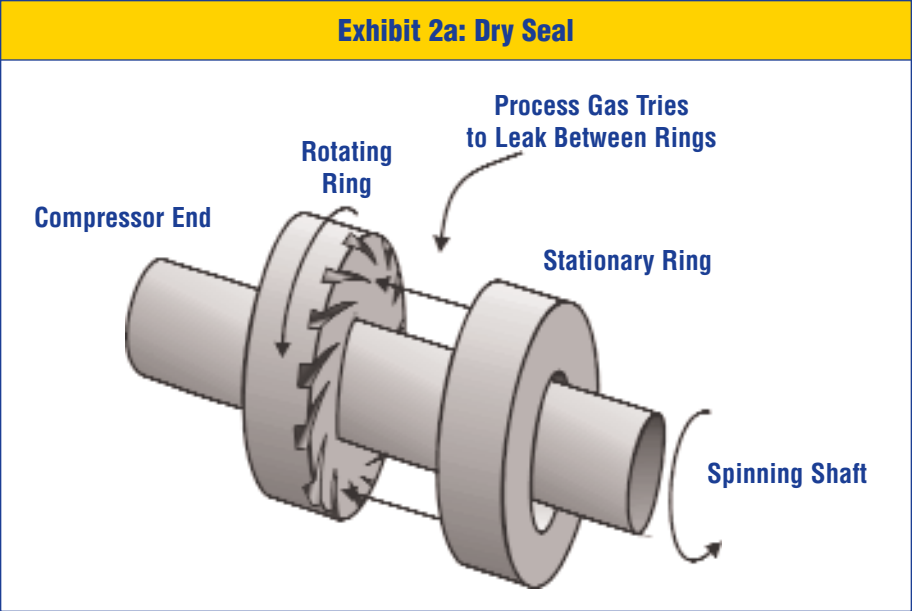 Exhibit 2a: Dry Seal
Process Gas Tries
to Leak Between Rings
Rotating
Ring
Compressor End
Stationary Ring
Spinning Shaft